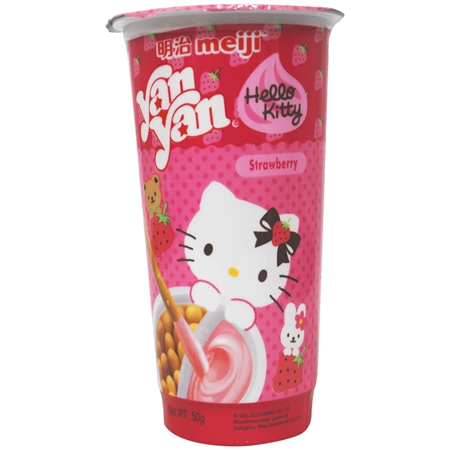 明治 meiji
Yan
Yan®
Hello
Kitty
Strawberry
Net WT. 50g